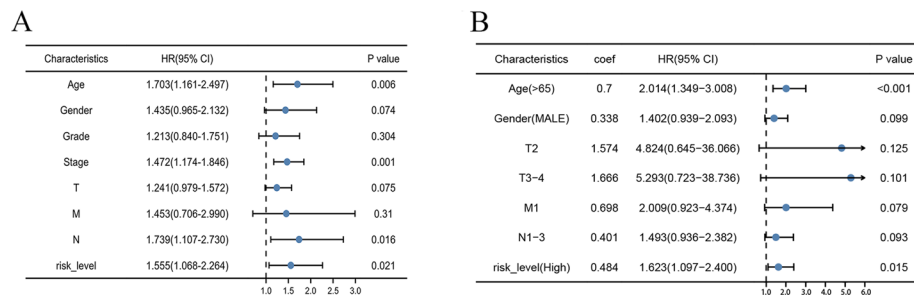 A
Characteristics HR(95% CI) P value
Age 1.703(1.161-2.497) 0.006
Gender 1.435(0.965-2.132) 0.074
Grade 1.213(0.840-1.751) 0.304
Stage 1.472(1.174-1.846) 0.001
T 1.241(0.979-1.572) 0.075
M 1.453(0.706-2.990) 0.31
N 1.739(1.107-2.730) 0.016
risk_level 1.555(1.068-2.264) 0.021
1.0 1.5 2.0 2.5 3.0
B
Characteristics coef HR(95% CI) P value
Age(>65) 0.7 2.014(1.349−3.008) <0.001
Gender(MALE) 0.338 1.402(0.939−2.093) 0.099
T2 1.574 4.824(0.645−36.066) 0.125
T3−4 1.666 5.293(0.723−38.736) 0.101
M1 0.698 2.009(0.923−4.374) 0.079
N1−3 0.401 1.493(0.936−2.382) 0.093
risk_level(High) 0.484 1.623(1.097−2.400) 0.015
1.0 2.0 3.0 4.0 5.0 6.0